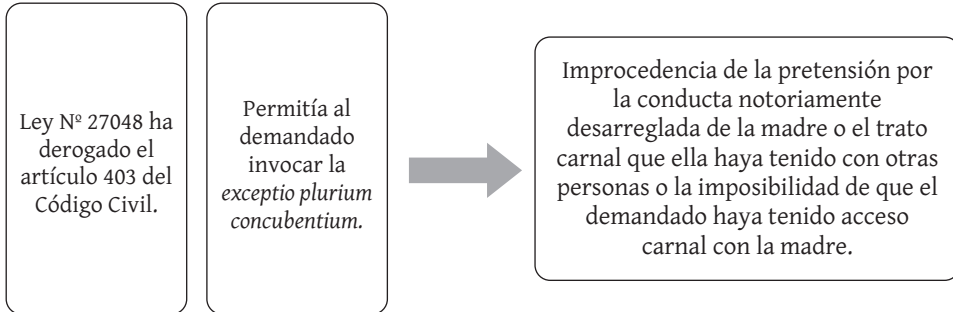 Ley Nº 27048 ha
derogado el
artículo 403 del
Código Civil.
Permitía al
demandado
invocar la
exceptio plurium
concubentium.
Improcedencia de la pretensión por
la conducta notoriamente
desarreglada de la madre o el trato
carnal que ella haya tenido con otras
personas o la imposibilidad de que el
demandado haya tenido acceso
carnal con la madre.